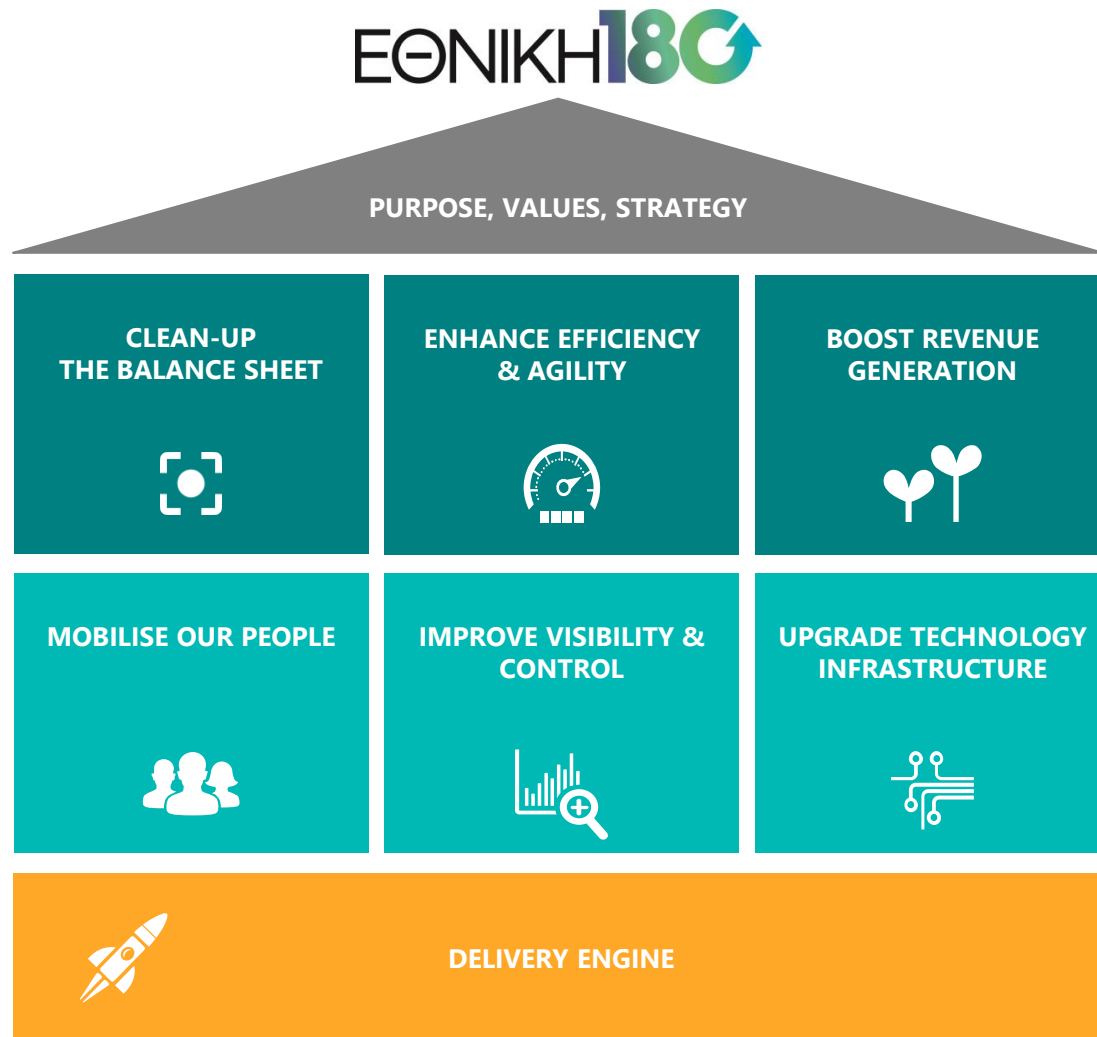 ΕΘΝΙΚΗ180
PURPOSE, VALUES, STRATEGY
CLEAN-UP
THE BALANCE SHEET
ENHANCE EFFICIENCY
& AGILITY
BOOST REVENUE
GENERATION
MOBILISE OUR PEOPLE
IMPROVE VISIBILITY &
CONTROL
UPGRADE TECHNOLOGY
INFRASTRUCTURE
DELIVERY ENGINE